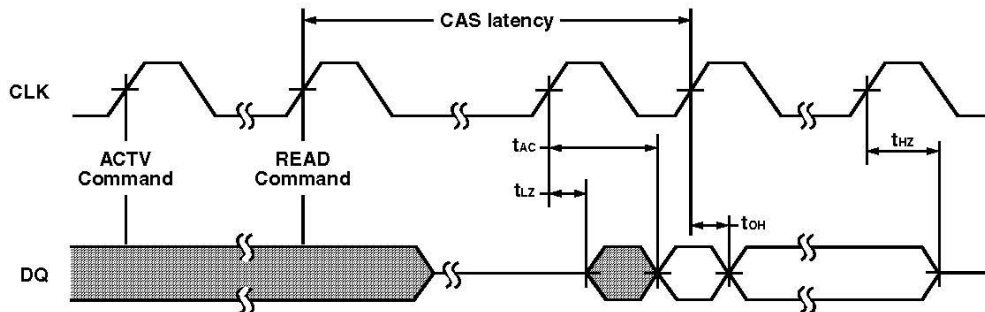 CAS latency
CLK
ACTV
Command
READ
Command
tAC
tHZ
tLZ
tOH
DQ